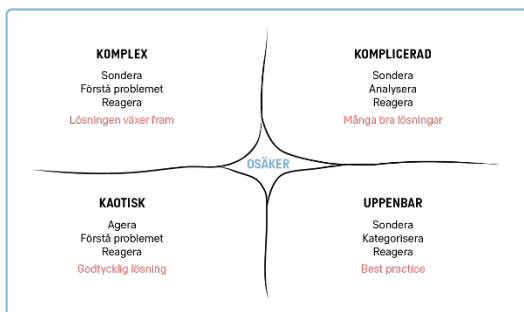 KOMPLEX
Sondera
Förstå problemet
Reagera
Lösningen växer fram
KOMPLICERAD
Sondera
Analysera
Reagera
Många bra lösningar
OSÄKER
KAOTISK
Agera
Förstå problemet
Reagera
Godtycklig lösning
UPPENBAR
Sondera
Kategorisera
Reagera
Best practice